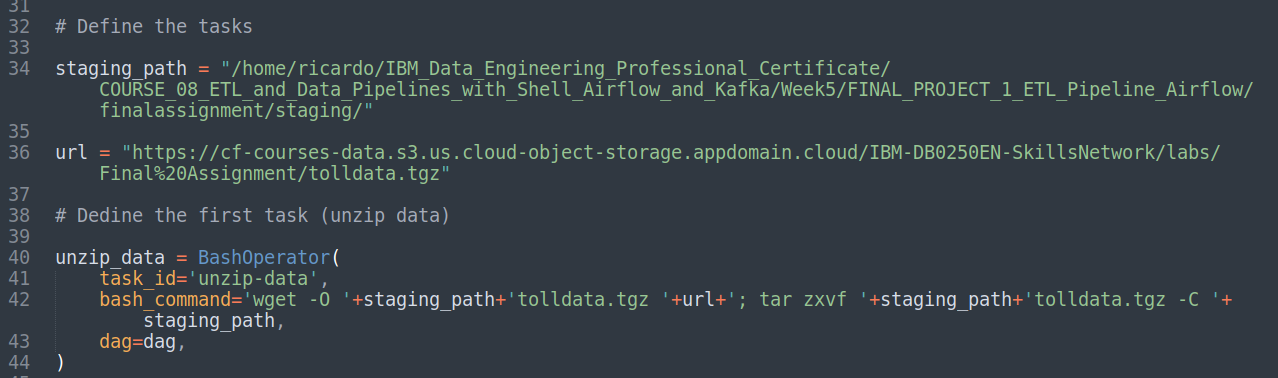 31
32 # Define the tasks
33
34 staging_path = "/home/ricardo/IBM_Data_Engineering_Professional_Certificate/
COURSE_08_ETL_and_Data_Pipelines_with_Shell_Airflow_and_Kafka/Week5/FINAL_PROJECT_1_ETL_Pipeline_Airflow/
finalassignment/staging/"
35
36 url = "https://cf-courses-data.s3.us.cloud-object-storage.appdomain.cloud/IBM-DB0250EN-SkillsNetwork/labs/
Final%20Assignment/tolldata.tgz"
37
38 # Dedine the first task (unzip data)
39
40 unzip_data = BashOperator(
41 task_id='unzip-data',
42 bash_command='wget -O '+staging_path+'tolldata.tgz '+url+'; tar zxvf '+staging_path+'tolldata.tgz -C '+
staging_path,
43 dag=dag,
44 )